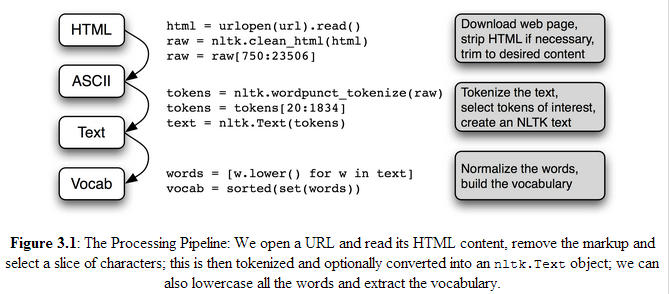 HTML
html = urlopen(url).read()
raw = nltk.clean_html(html)
raw = raw[750:23506]
Download web page,
strip HTML if necessary,
trim to desired content
ASCII
tokens = nltk.wordpunct_tokenize(raw)
tokens = tokens[20:1834]
text = nltk.Text(tokens)
Tokenize the text,
select tokens of interest,
create an NLTK text
Text
words = [w.lower() for w in text]
vocab = sorted(set(words))
Normalize the words,
build the vocabulary
Vocab
Figure 3.1: The Processing Pipeline: We open a URL and read its HTML content, remove the markup and
select a slice of characters; this is then tokenized and optionally converted into an nltk.Text object; we can
also lowercase all the words and extract the vocabulary.